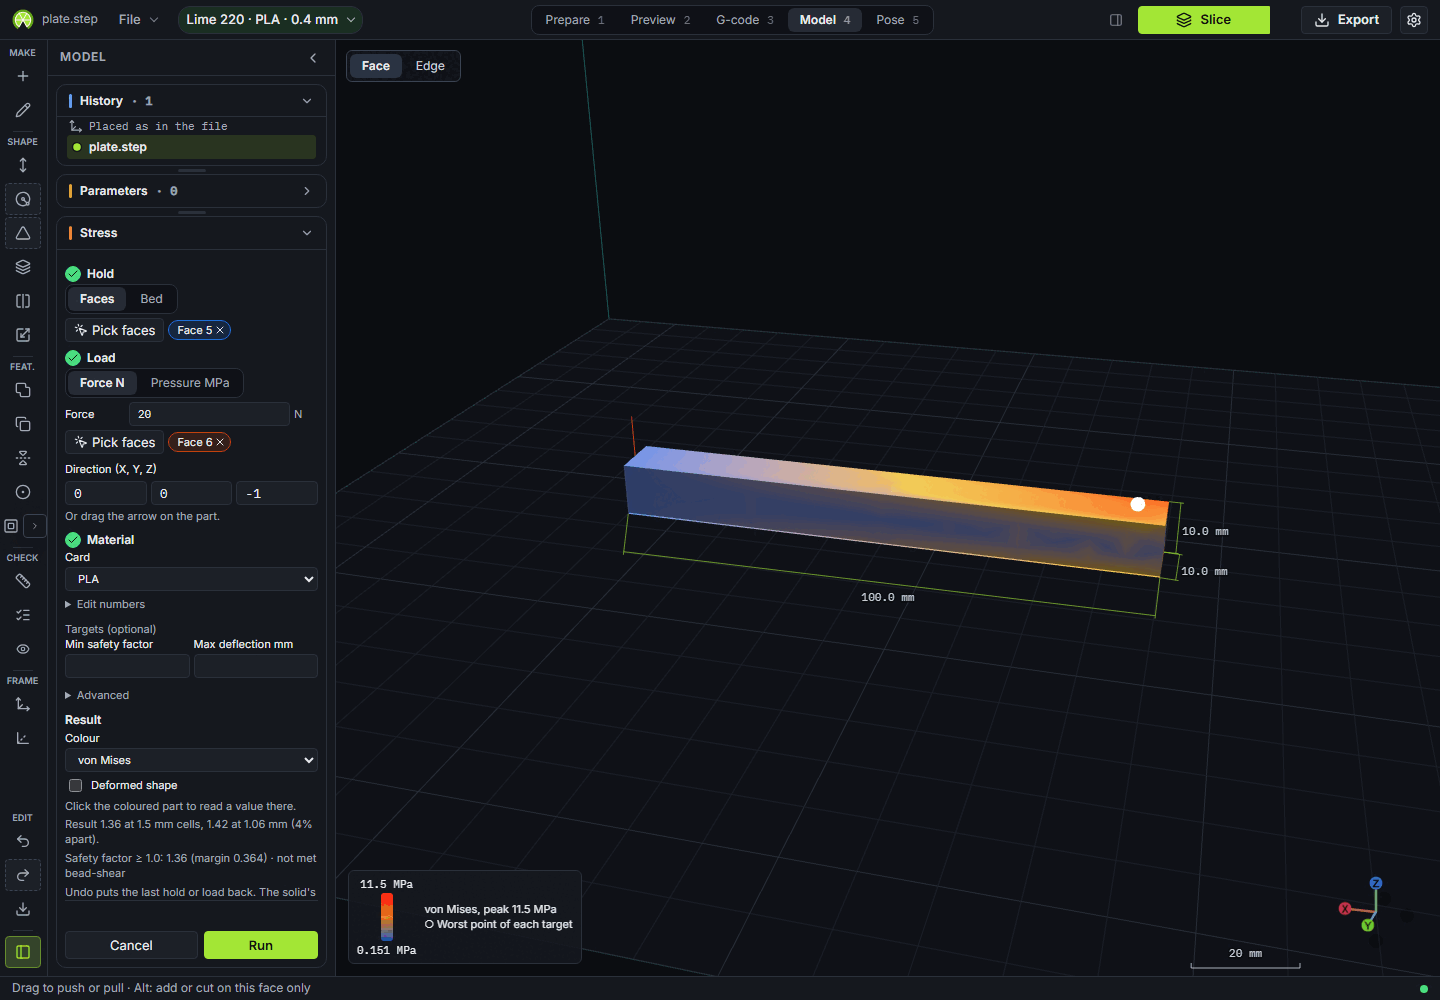 plate.step
File
Lime 220 · PLA · 0.4 mm
Prepare 1
Preview 2
G-code 3
Model 4
Pose 5
Slice
Export
MAKE
SHAPE
FEAT.
CHECK
FRAME
EDIT
MODEL
History · 1
Placed as in the file
plate.step
Parameters · 0
Stress
Hold
Faces
Bed
Pick faces
Face 5 ×
Load
Force N
Pressure MPa
Force
20
N
Pick faces
Face 6 ×
Direction (X, Y, Z)
0
0
-1
Or drag the arrow on the part.
Material
Card
PLA
Edit numbers
Targets (optional)
Min safety factor
Max deflection mm
Advanced
Result
Colour
von Mises
Deformed shape
Click the coloured part to read a value there.
Result 1.36 at 1.5 mm cells, 1.42 at 1.06 mm (4%
apart).
Safety factor ≥ 1.0: 1.36 (margin 0.364) · not met
bead-shear
Undo puts the last hold or load back. The solid's
Cancel
Run
Face
Edge
10.0 mm
10.0 mm
100.0 mm
11.5 MPa
von Mises, peak 11.5 MPa
Worst point of each target
0.151 MPa
Z
X
Y
20 mm
Drag to push or pull · Alt: add or cut on this face only